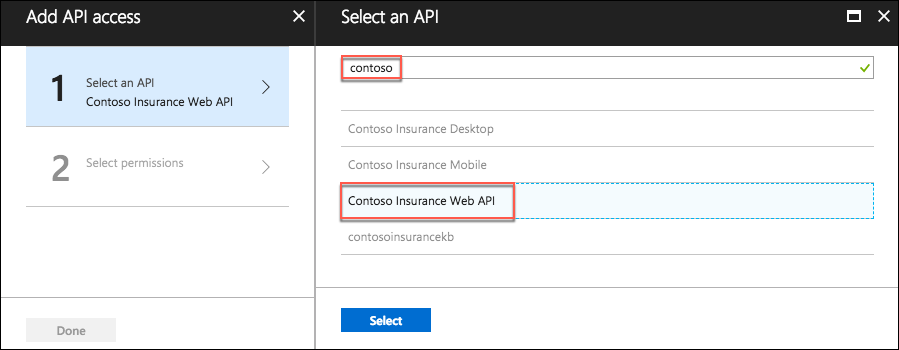 Add API access
1
Select an API
Contoso Insurance Web API
2
Select permissions
Done
Select an API
contoso
Contoso Insurance Desktop
Contoso Insurance Mobile
Contoso Insurance Web API
contosoinsurancekb
Select